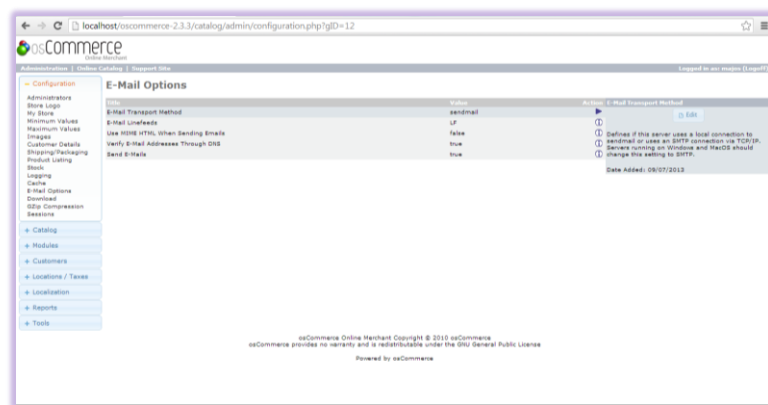 localhost/oscommerce-2.3.3/catalog/admin/configuration.php?gID=12
osCommerce
Online Merchant
Administration | Online Catalog | Support Site
Logged in as: majno (Logoff)
Configuration
Administrators
Store Logo
My Store
Minimum Values
Maximum Values
Images
Customer Details
Shipping/Packaging
Product Listing
Stock
Logging
Cache
E-Mail Options
Download
GZip Compression
Sessions
+ Catalog
+ Modules
+ Customers
+ Locations / Taxes
+ Localization
+ Reports
+ Tools
E-Mail Options
Title Value Action
E-Mail Transport Method sendmail
E-Mail Linefeeds LF
Use MIME HTML When Sending Emails false
Verify E-Mail Addresses Through DNS true
Send E-Mails true
E-Mail Transport Method
Edit
Defines if this server uses a local connection to
sendmail or uses an SMTP connection via TCP/IP.
Servers running on Windows and MacOS should
change this setting to SMTP.
Date Added: 09/07/2013
osCommerce Online Merchant Copyright © 2010 osCommerce
osCommerce provides no warranty and is redistributable under the GNU General Public License
Powered by osCommerce